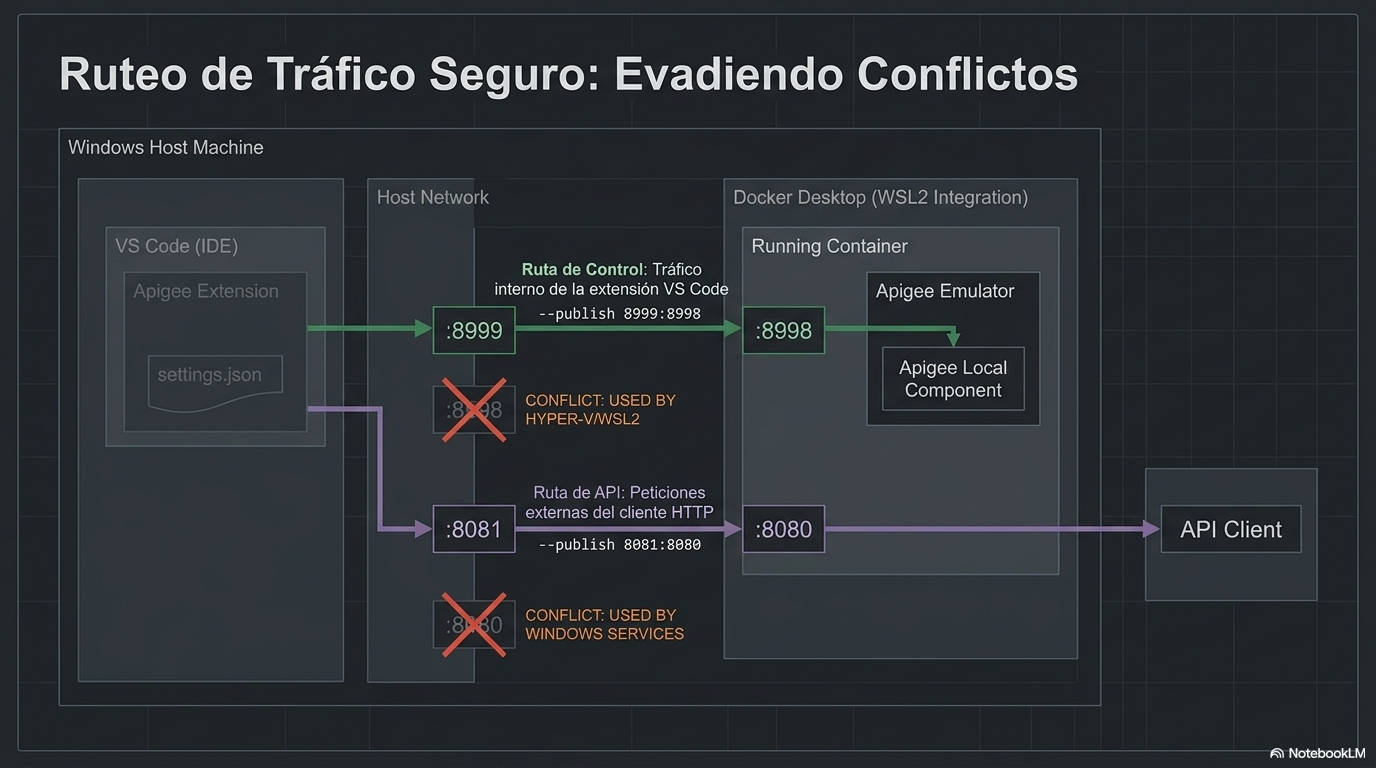 Ruteo de Tráfico Seguro: Evadiendo Conflictos
Windows Host Machine
VS Code (IDE)
Apigee Extension
settings.json
Host Network
Ruta de Control: Tráfico
interno de la extensión VS Code
--publish 8999:8998
:8999
:8998
CONFLICT: USED BY
HYPER-V/WSL2
Ruta de API: Peticiones
externas del cliente HTTP
:8081
--publish 8081:8080
:8080
CONFLICT: USED BY
WINDOWS SERVICES
Docker Desktop (WSL2 Integration)
Running Container
Apigee Emulator
:8998
Apigee Local
Component
:8080
API Client
NotebookLM